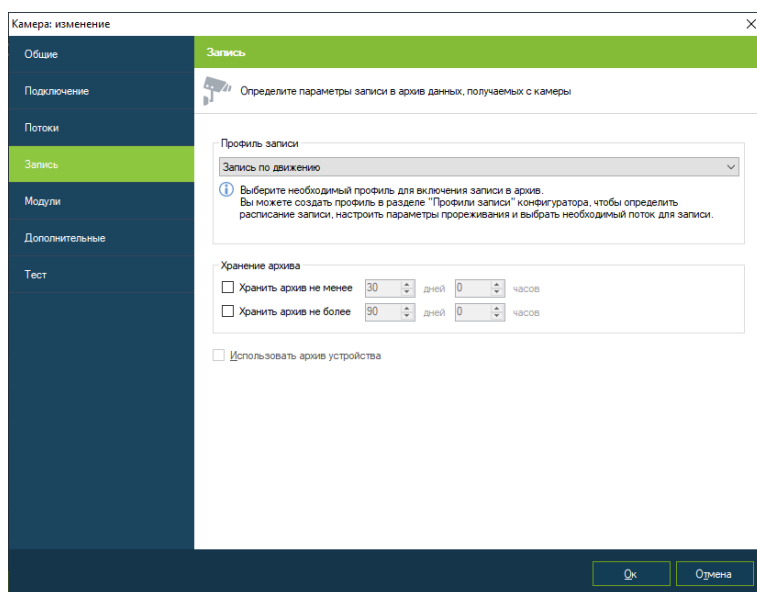 Камера: изменение
Общие
Подключение
Потоки
Запись
Модули
Дополнительные
Тест
Запись
Определите параметры записи в архив данных, получаемых с камеры
Профиль записи
Запись по движению
Выберите необходимый профиль для включения записи в архив.
Вы можете создать профиль в разделе "Профили записи" конфигуратора, чтобы определить
расписание записи, настроить параметры прореживания и выбрать необходимый поток для записи.
Хранение архива
Хранить архив не менее 30 дней 0 часов
Хранить архив не более 90 дней 0 часов
Использовать архив устройства
Ок Отмена